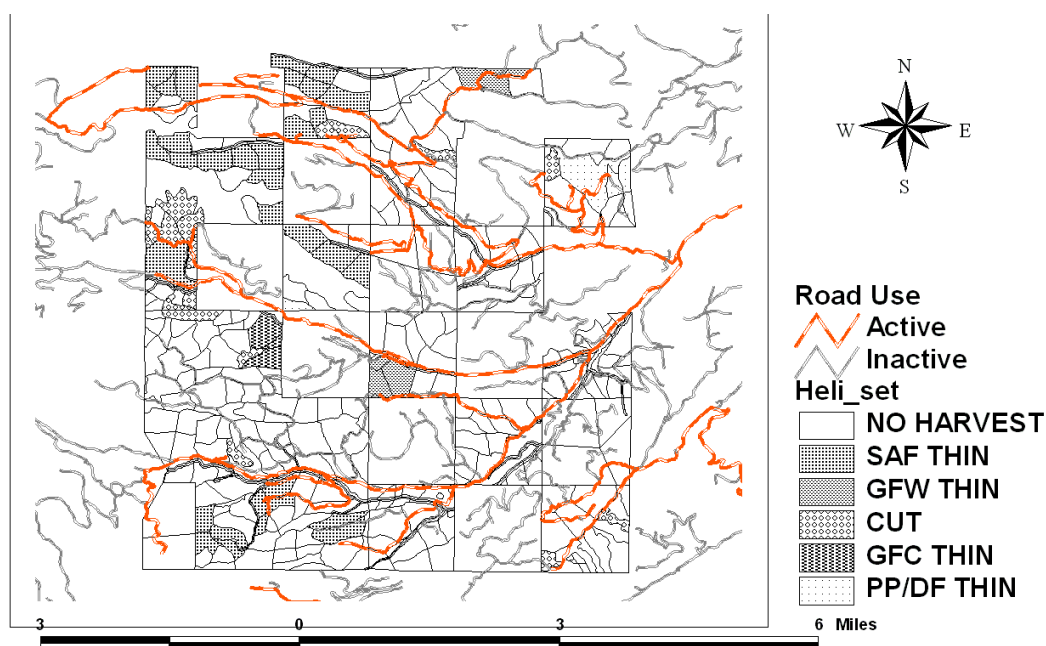 N
W E
S
Road Use
Active
Inactive
Heli_set
NO HARVEST
SAF THIN
GFW THIN
CUT
GFC THIN
PP/DF THIN
3 0 3 6 Miles